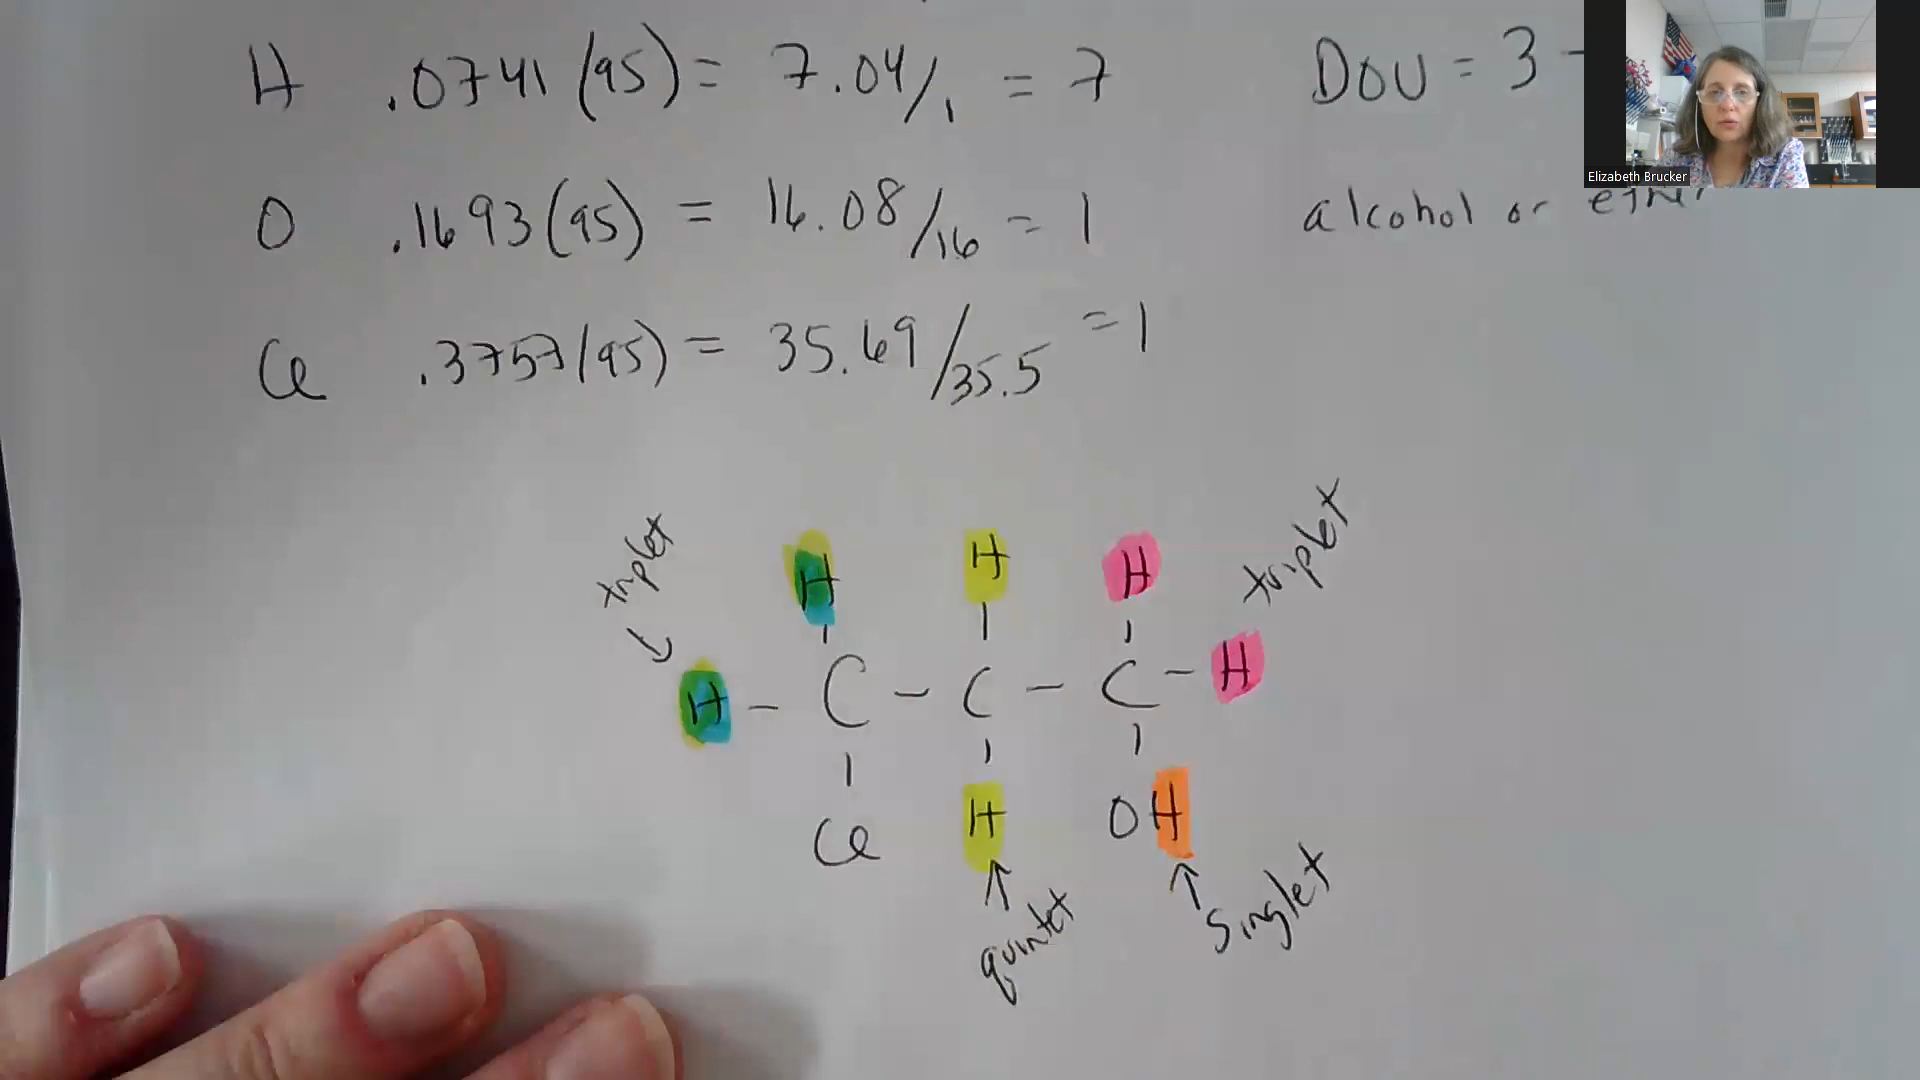 H .0741 (95) = 7.04/1 = 7
DOU = 3 -
Elizabeth Brucker
O .1693 (95) = 16.08/16 = 1
alcohol or ether
Cl .3757 (95) = 35.69/35.5 = 1
triplet
triplet
H H H
H - C - C - C - H
Cl H OH
quintet
singlet